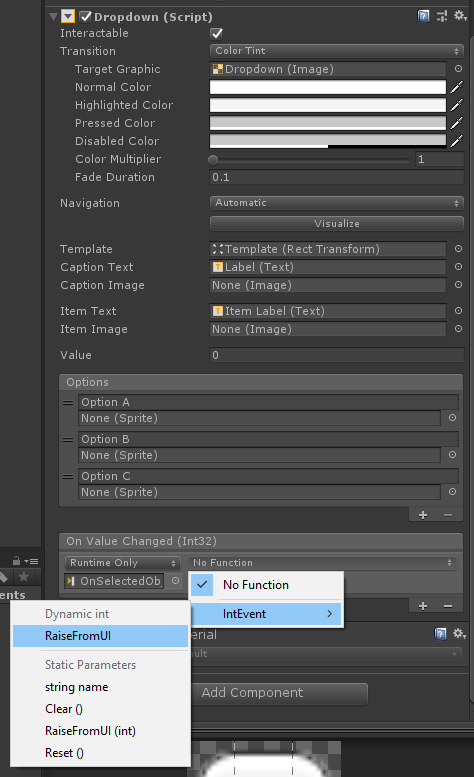 Dropdown (Script)
Interactable
Transition Color Tint
Target Graphic Dropdown (Image)
Normal Color
Highlighted Color
Pressed Color
Disabled Color
Color Multiplier 1
Fade Duration 0.1
Navigation Automatic
Visualize
Template Template (Rect Transform)
Caption Text Label (Text)
Caption Image None (Image)
Item Text Item Label (Text)
Item Image None (Image)
Value 0
Options
Option A
None (Sprite)
Option B
None (Sprite)
Option C
None (Sprite)
On Value Changed (Int32)
Runtime Only No Function
OnSelectedOb
No Function
IntEvent
ents
Dynamic int
RaiseFromUI
Static Parameters
string name
Clear ()
RaiseFromUI (int)
Reset ()
erial
ault
Add Component